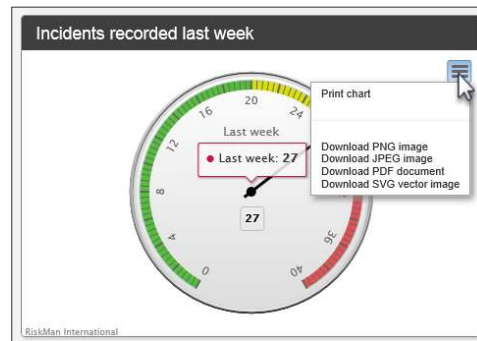 Incidents recorded last week
Print chart
Download PNG image
Download JPEG image
Download PDF document
Download SVG vector image
0
4
8
12
16
20
24
36
40
Last week
Last week: 27
27
RiskMan International